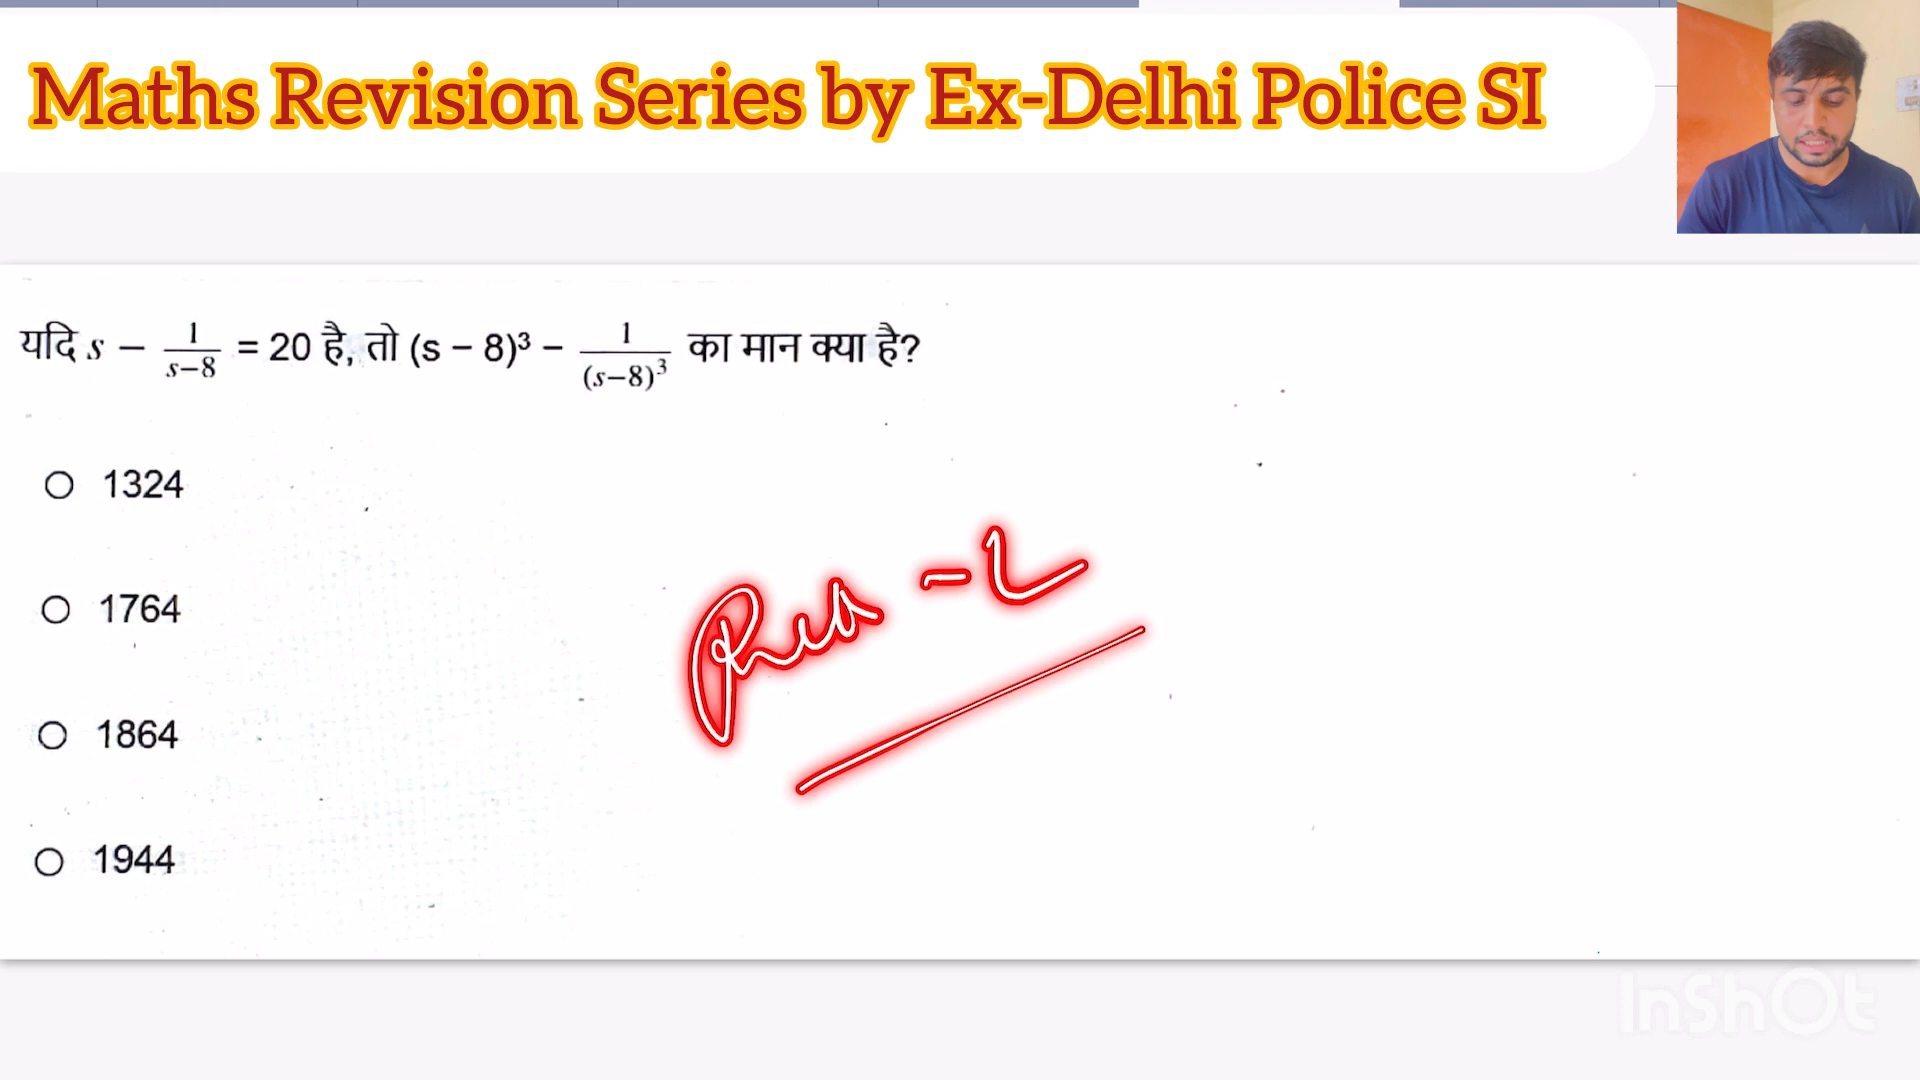 Maths Revision Series by Ex-Delhi Police SI
यदि s − 1/(s−8) = 20 है, तो (s − 8)³ − 1/(s−8)³ का मान क्या है?
1324
1764
1864
1944
InShOt